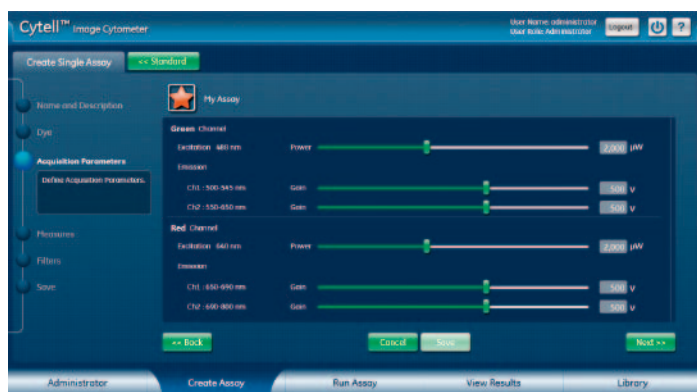 Cytell™ Image Cytometer
User Name: administrator
User Role: Administrator
Logout
?
Create Single Assay
<< Standard
Name and Description
Dye
Acquisition Parameters
Define Acquisition Parameters.
Measures
Filters
Save
My Assay
Green Channel
Excitation 488 nm Power 2,000 µW
Emission
Ch1 : 500-545 nm Gain 500 v
Ch2 : 550-650 nm Gain 500 v
Red Channel
Excitation 640 nm Power 2,000 µW
Emission
Ch1 : 650-690 nm Gain 500 v
Ch2 : 690-800 nm Gain 500 v
<< Back
Cancel
Save
Next >>
Administrator
Create Assay
Run Assay
View Results
Library